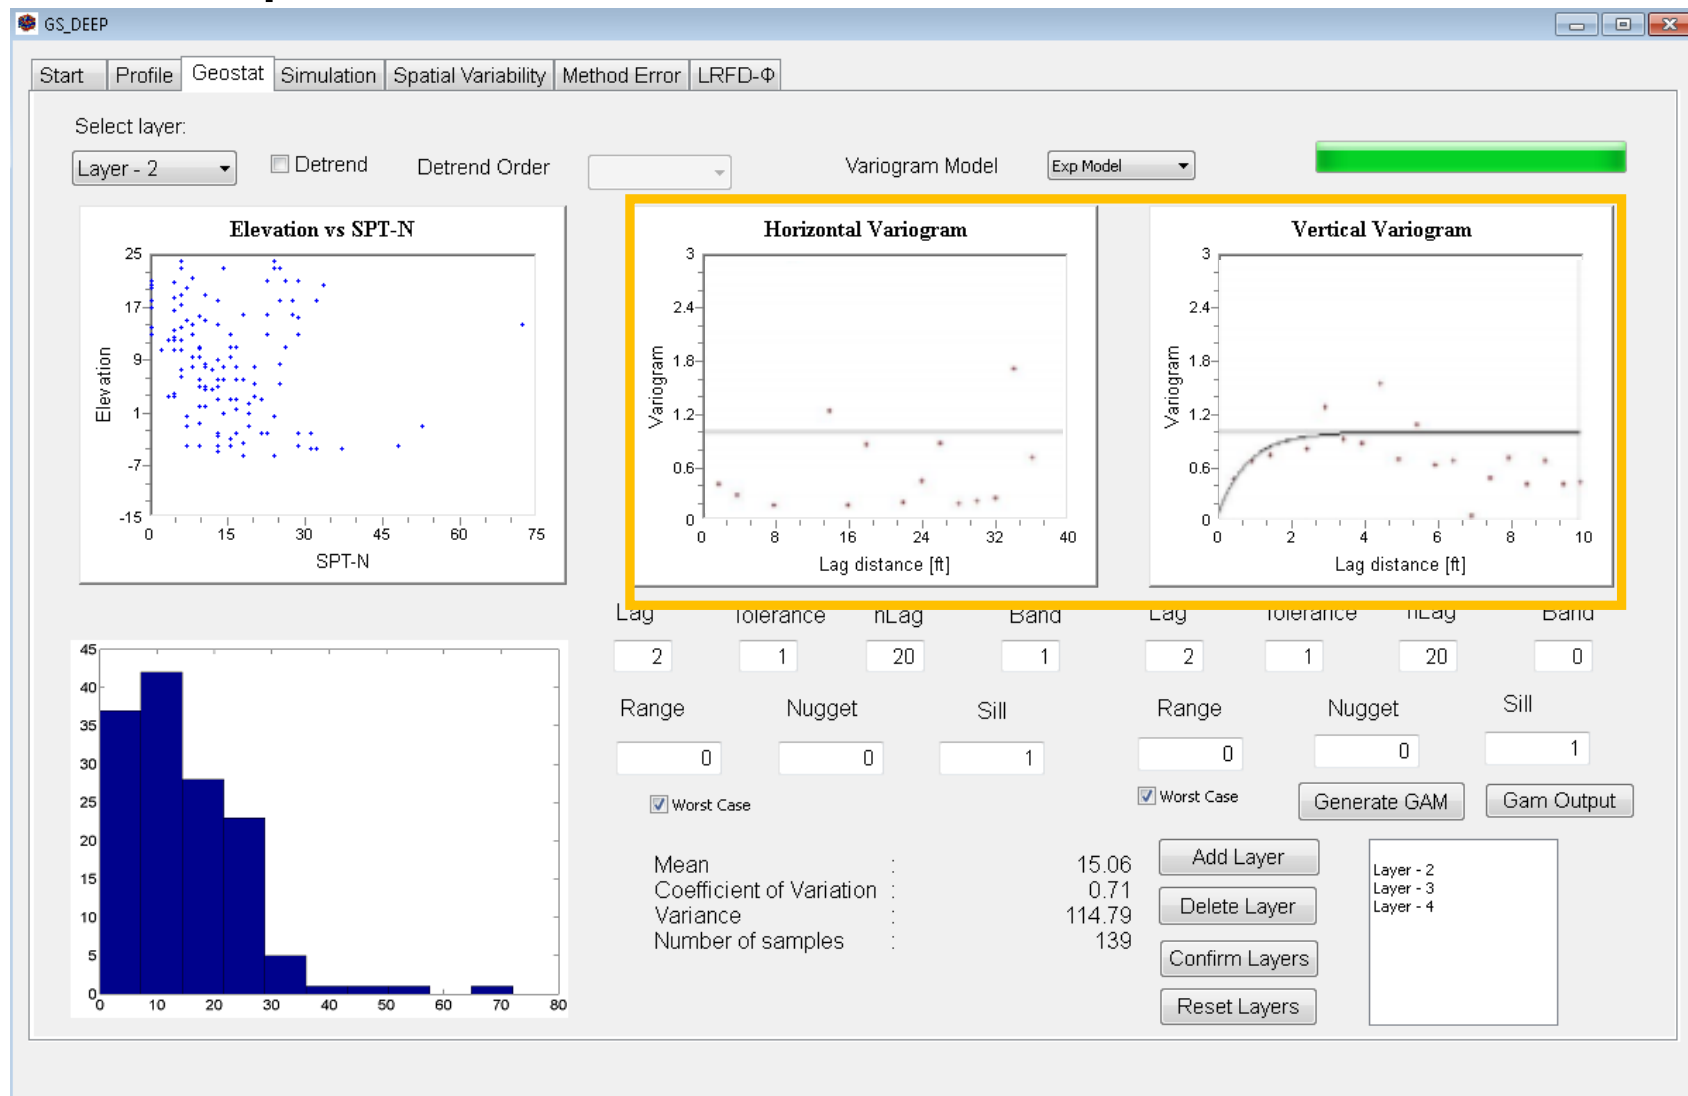 GS_DEEP
Start Profile Geostat Simulation Spatial Variability Method Error LRFD-Φ
Select layer:
Layer - 2 Detrend Detrend Order Variogram Model Exp Model
Elevation vs SPT-N
25
17
9
1
-7
-15
Elevation
0 15 30 45 60 75
SPT-N
Horizontal Variogram
3
2.4
1.8
1.2
0.6
0
Variogram
0 8 16 24 32 40
Lag distance [ft]
Vertical Variogram
3
2.4
1.8
1.2
0.6
0
Variogram
0 2 4 6 8 10
Lag distance [ft]
Lag Tolerance nLag Band Lag Tolerance nLag Band
2 1 20 1 2 1 20 0
Range Nugget Sill Range Nugget Sill
0 0 1 0 0 1
Worst Case Worst Case Generate GAM Gam Output
45
40
35
30
25
20
15
10
5
0
0 10 20 30 40 50 60 70 80
Mean : 15.06
Coefficient of Variation : 0.71
Variance : 114.79
Number of samples : 139
Add Layer
Delete Layer
Confirm Layers
Reset Layers
Layer - 2
Layer - 3
Layer - 4